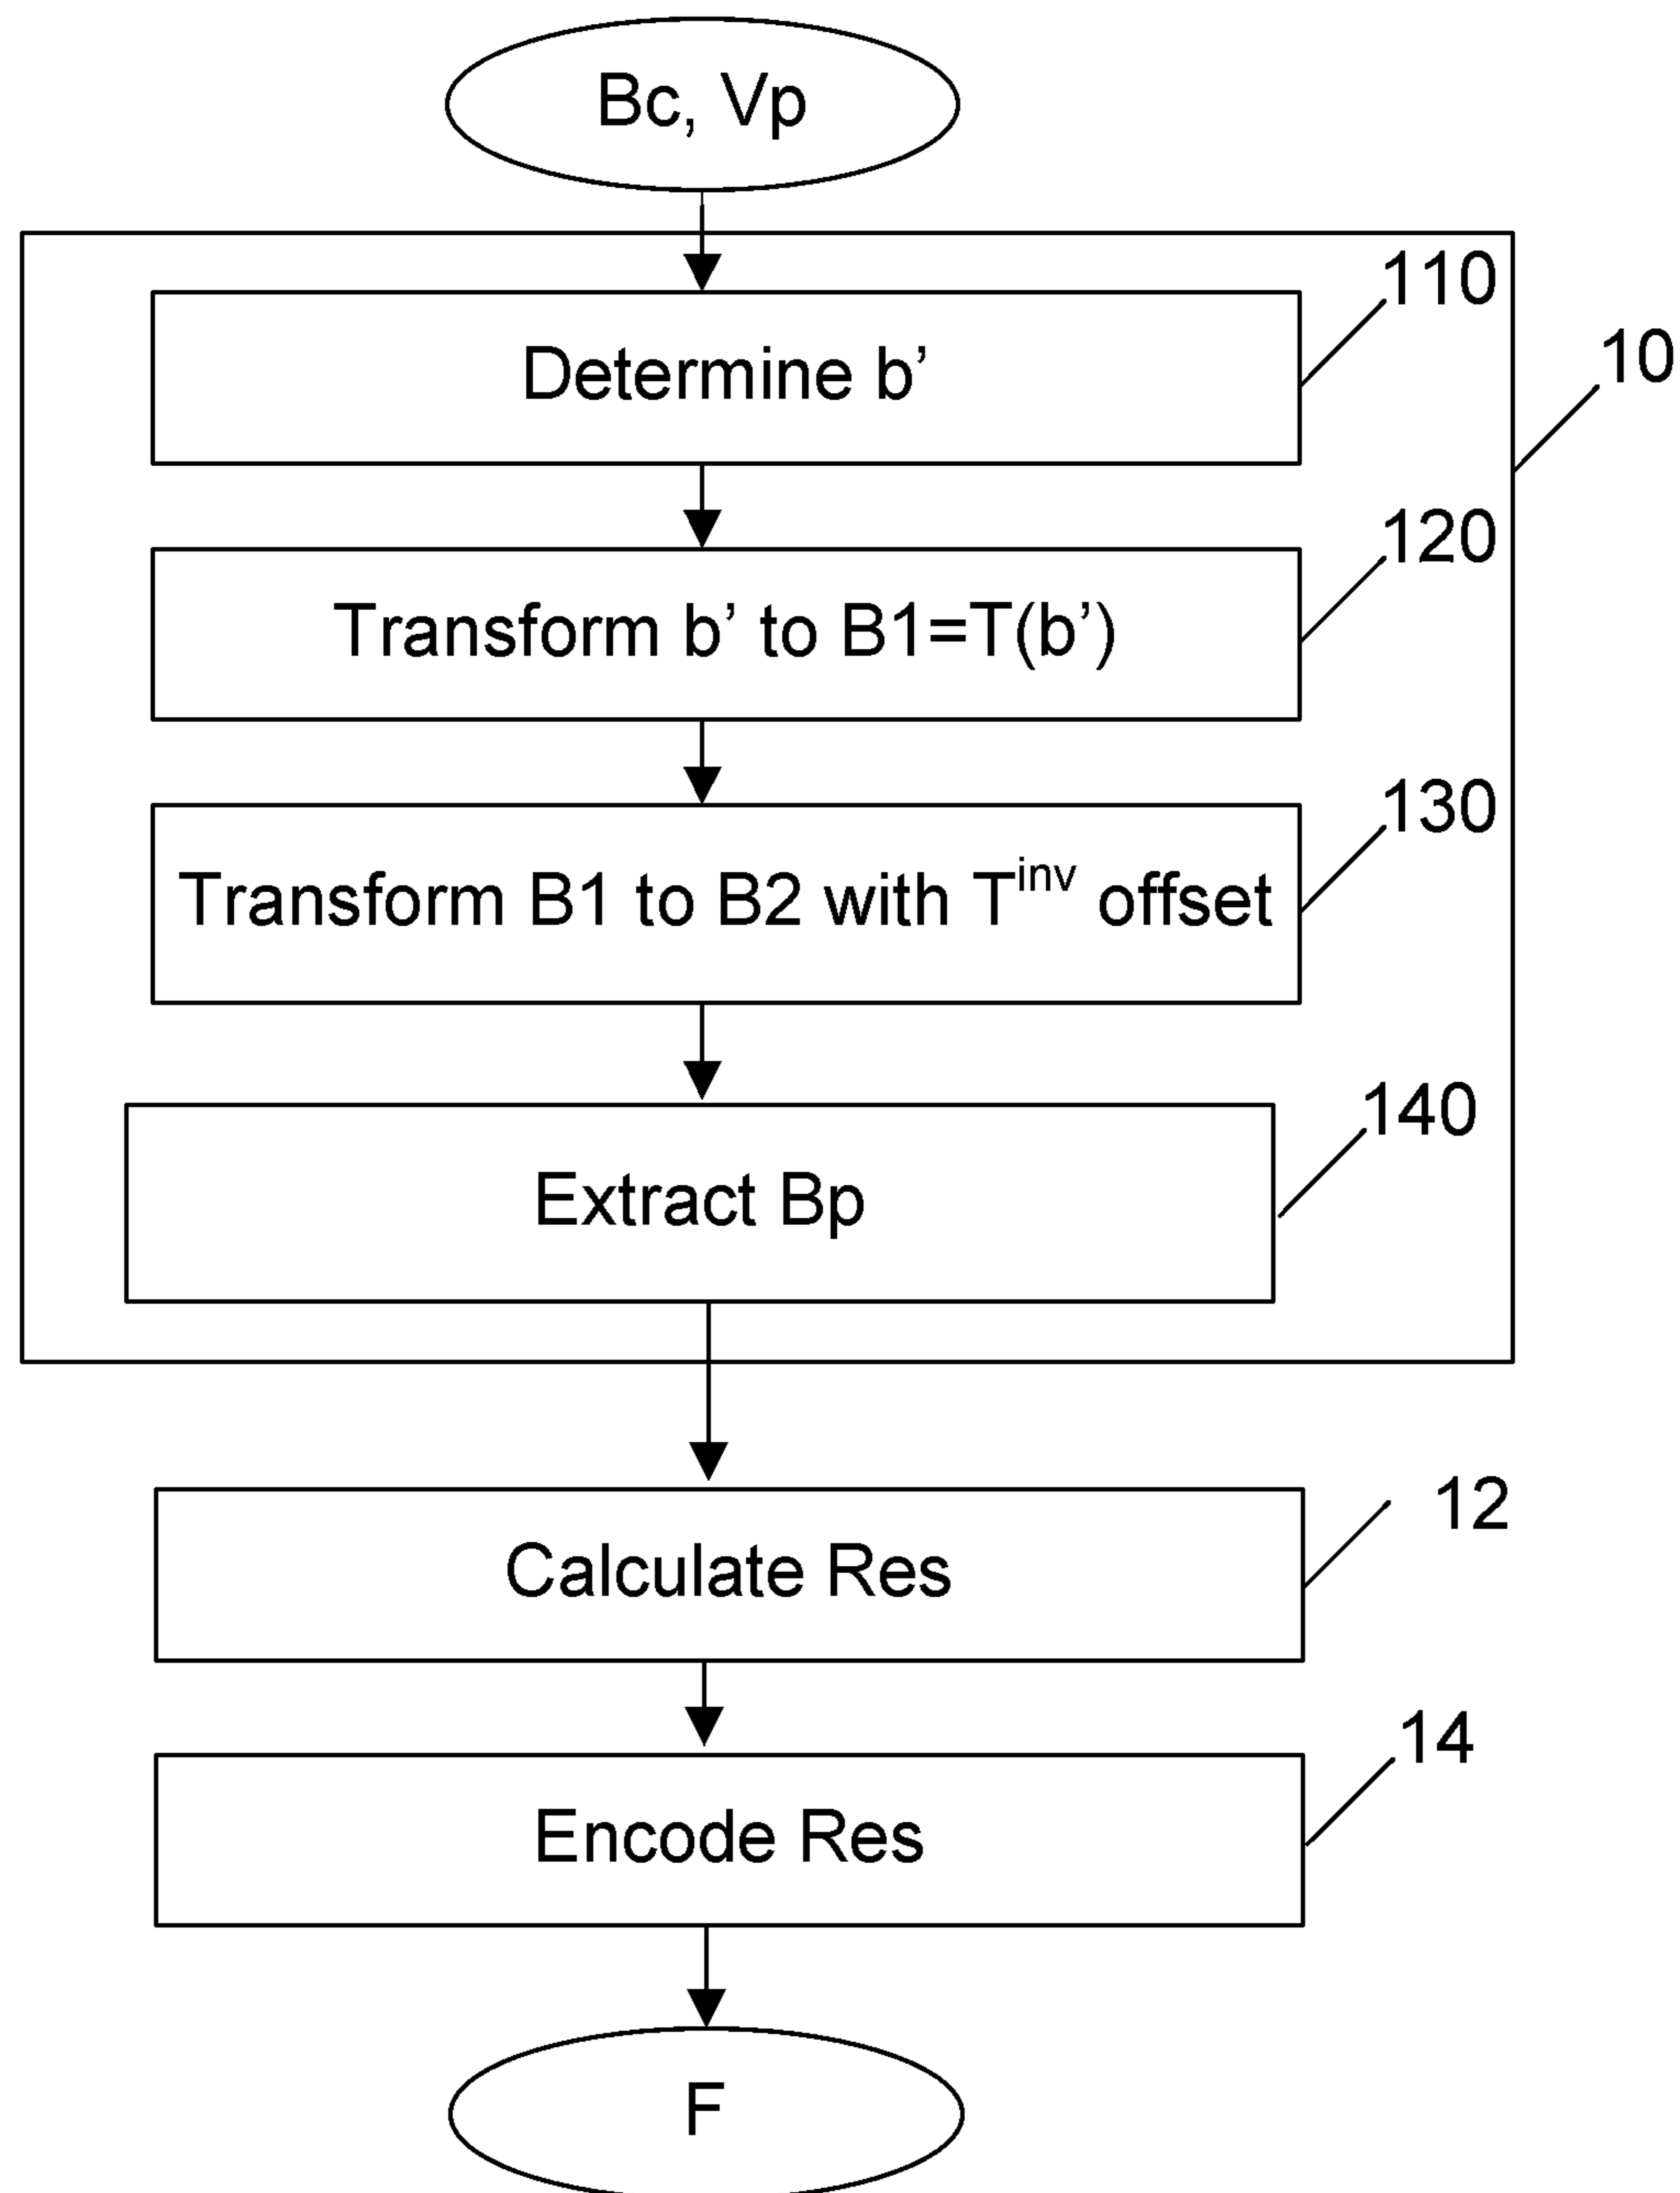 Bc, Vp
110
10
Determine b’
120
Transform b’ to B1=T(b’)
130
Transform B1 to B2 with Tinv offset
140
Extract Bp
12
Calculate Res
14
Encode Res
F